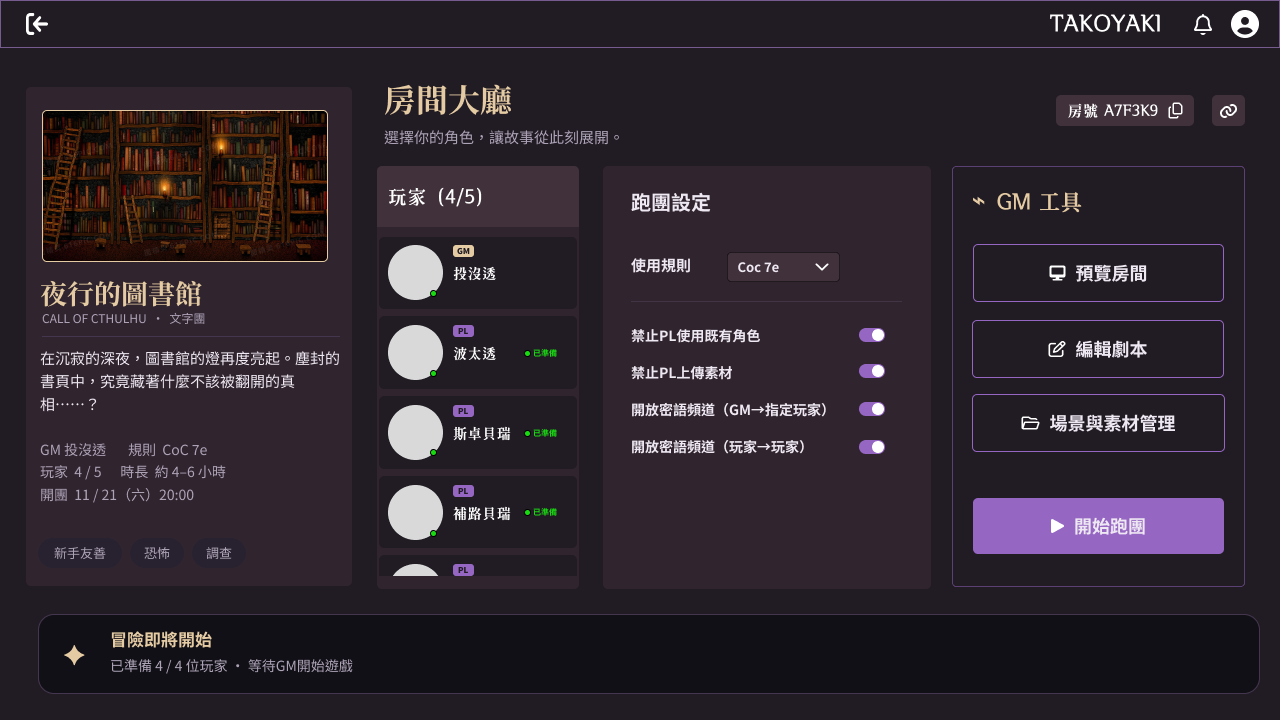 TAKOYAKI
夜行的圖書館
CALL OF CTHULHU ・ 文字團
在沉寂的深夜，圖書館的燈再度亮起。塵封的
書頁中，究竟藏著什麼不該被翻開的真
相⋯⋯？
GM 投沒透 規則 CoC 7e
玩家 4 / 5 時長 約 4–6 小時
開團 11 / 21（六）20:00
新手友善 恐怖 調查
房間大廳
選擇你的角色，讓故事從此刻展開。
房號 A7F3K9
玩家 (4/5)
GM
投沒透
PL
波太透 已準備
PL
斯卓貝瑞 已準備
PL
補路貝瑞 已準備
PL
跑團設定
使用規則 Coc 7e
禁止PL使用既有角色
禁止PL上傳素材
開放密語頻道（GM→指定玩家）
開放密語頻道（玩家→玩家）
GM 工具
預覽房間
編輯劇本
場景與素材管理
開始跑團
冒險即將開始
已準備 4 / 4 位玩家 ・ 等待GM開始遊戲